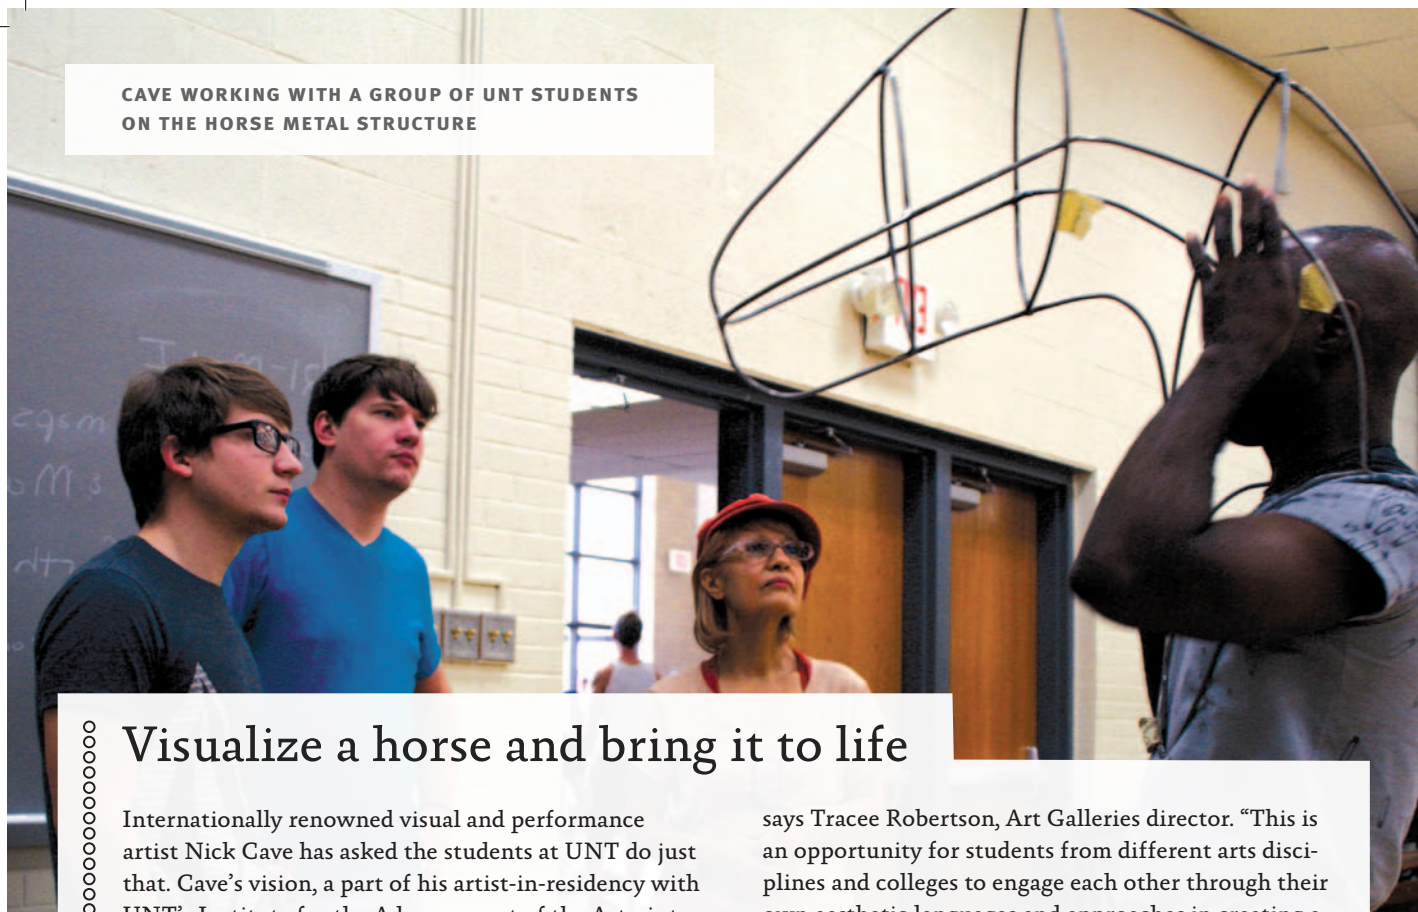 CAVE WORKING WITH A GROUP OF UNT STUDENTS
ON THE HORSE METAL STRUCTURE
Visualize a horse and bring it to life
Internationally renowned visual and performance
artist Nick Cave has asked the students at UNT do just
that. Cave's vision, a part of his artist-in-residency with
says Tracee Robertson, Art Galleries director. “This is
an opportunity for students from different arts disci-
plines and colleges to engage each other through their